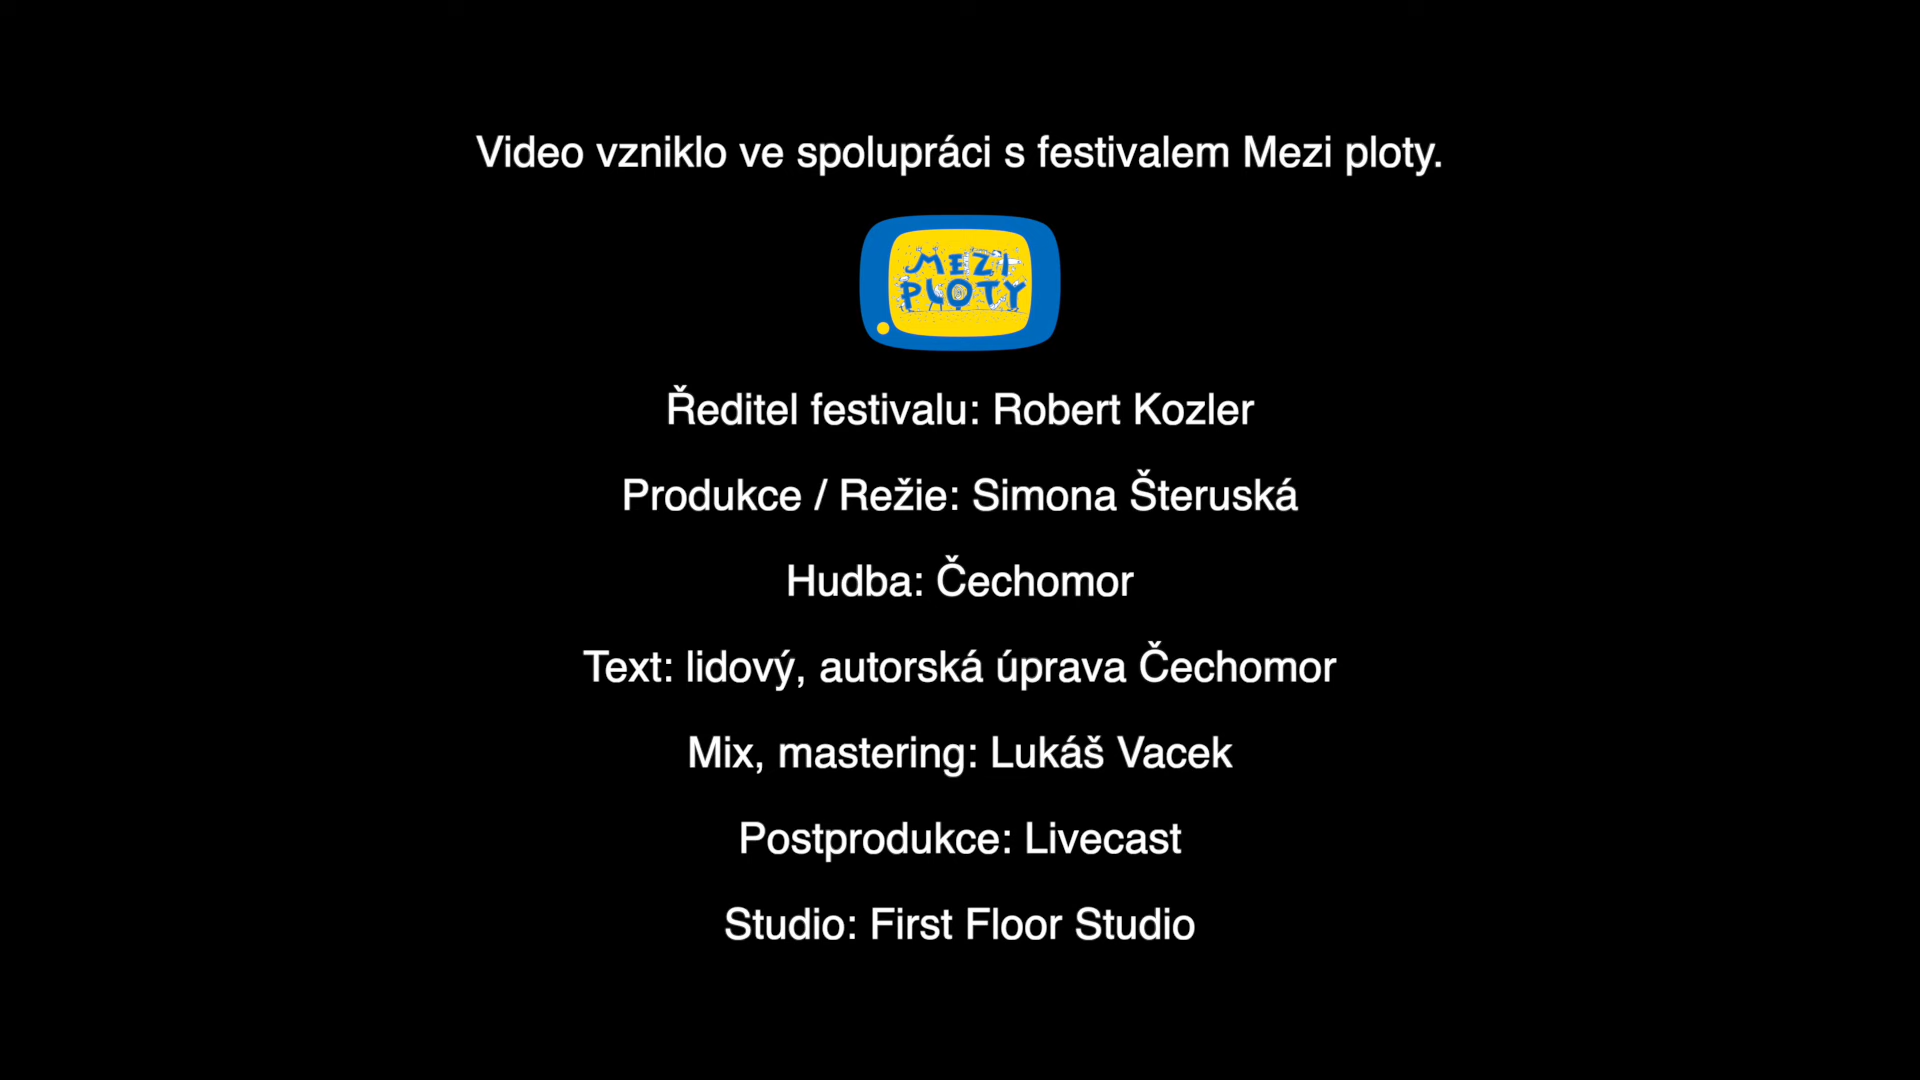 Video vzniklo ve spolupráci s festivalem Mezi ploty.
MEZI
PLOTY
Ředitel festivalu: Robert Kozler
Produkce / Režie: Simona Šteruská
Hudba: Čechomor
Text: lidový, autorská úprava Čechomor
Mix, mastering: Lukáš Vacek
Postprodukce: Livecast
Studio: First Floor Studio